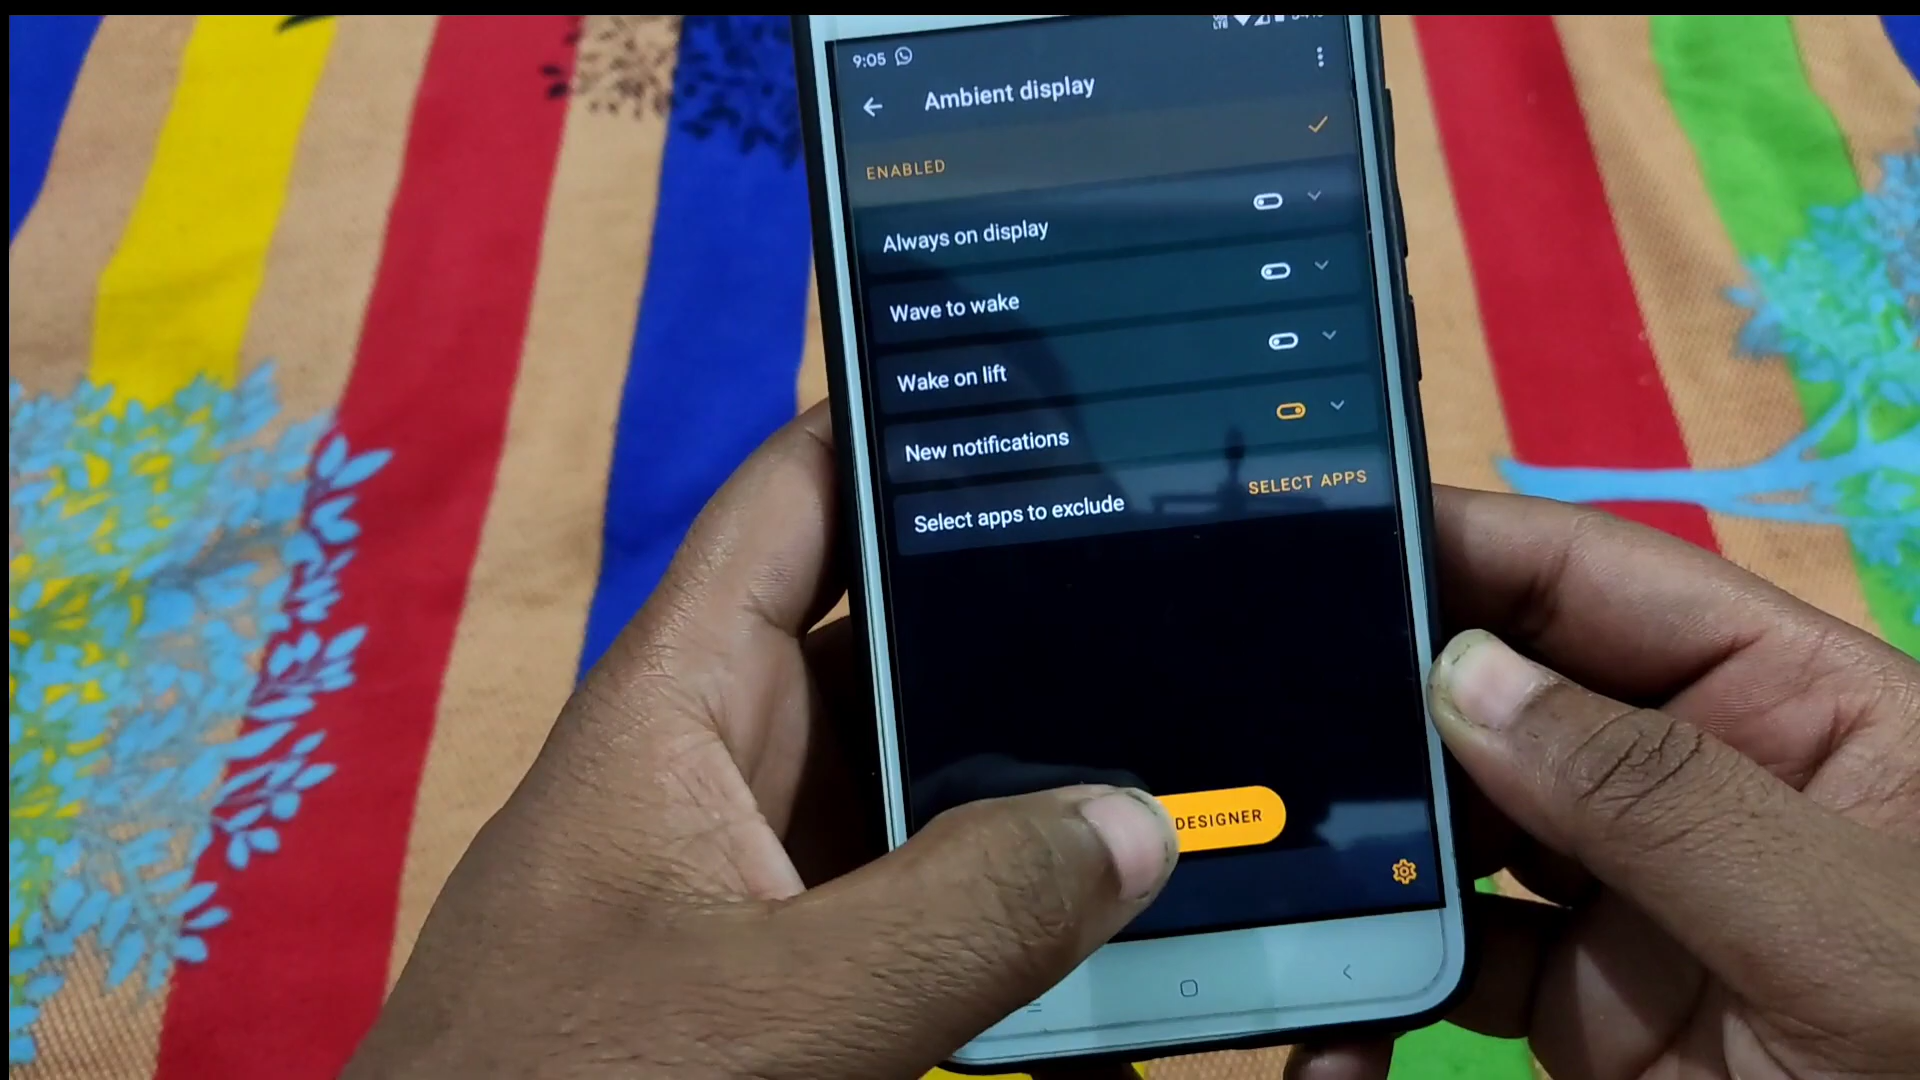 9:05
Ambient display
ENABLED
Always on display
Wave to wake
Wake on lift
New notifications
Select apps to exclude
SELECT APPS
DESIGNER